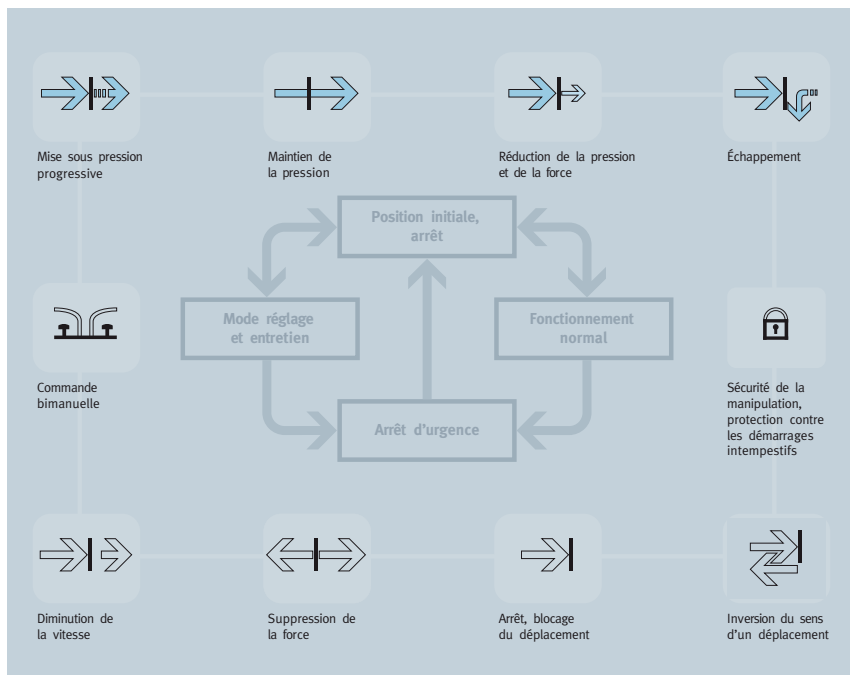 Mise sous pression
progressive
Maintien de
la pression
Réduction de la pression
et de la force
Échappement
Position initiale,
arrêt
Mode réglage
et entretien
Fonctionnement
normal
Arrêt d'urgence
Commande
bimanuelle
Sécurité de la
manipulation,
protection contre
les démarrages
intempestifs
Diminution de
la vitesse
Suppression de
la force
Arrêt, blocage
du déplacement
Inversion du sens
d'un déplacement